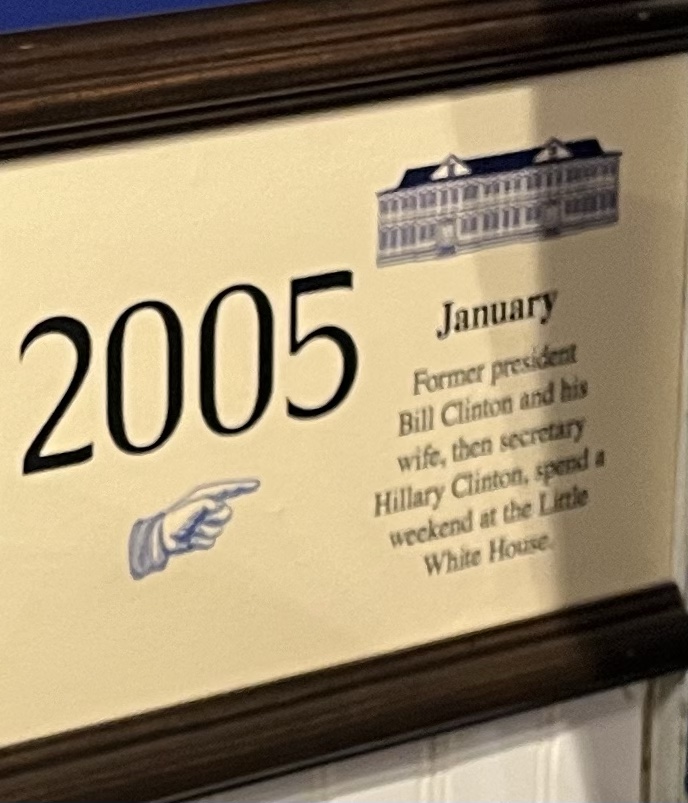 2005
January
Former president
Bill Clinton and his
wife, then secretary
Hillary Clinton, spend a
weekend at the Little
White House.